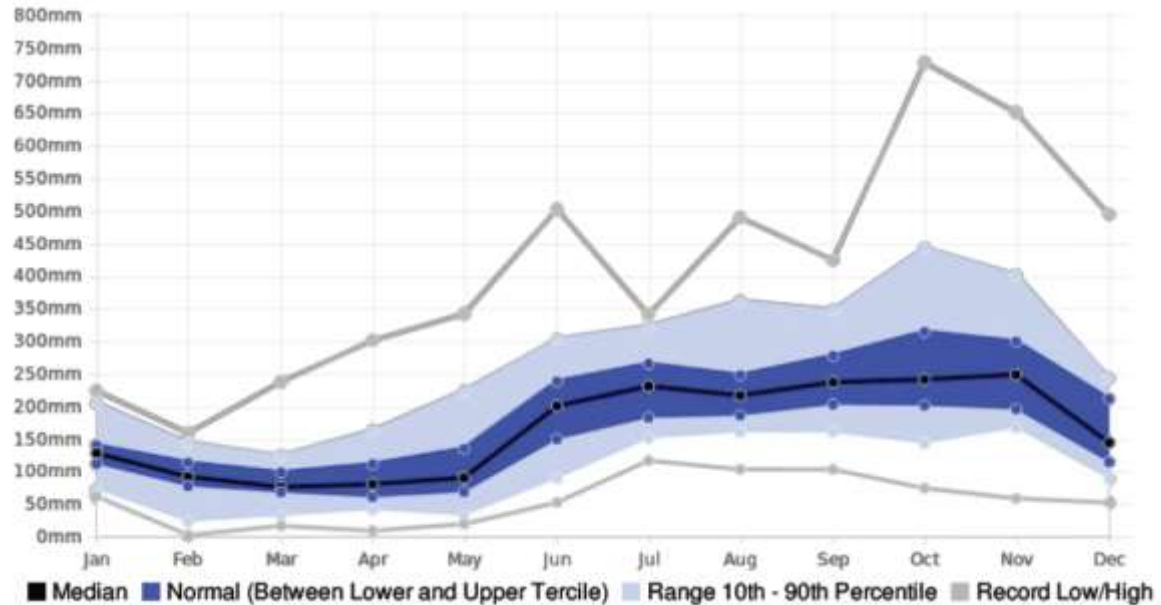 800mm
750mm
700mm
650mm
600mm
550mm
500mm
450mm
400mm
350mm
300mm
250mm
200mm
150mm
100mm
50mm
0mm
Jan Feb Mar Apr May Jun Jul Aug Sep Oct Nov Dec
Median Normal (Between Lower and Upper Tercile) Range 10th - 90th Percentile Record Low/High